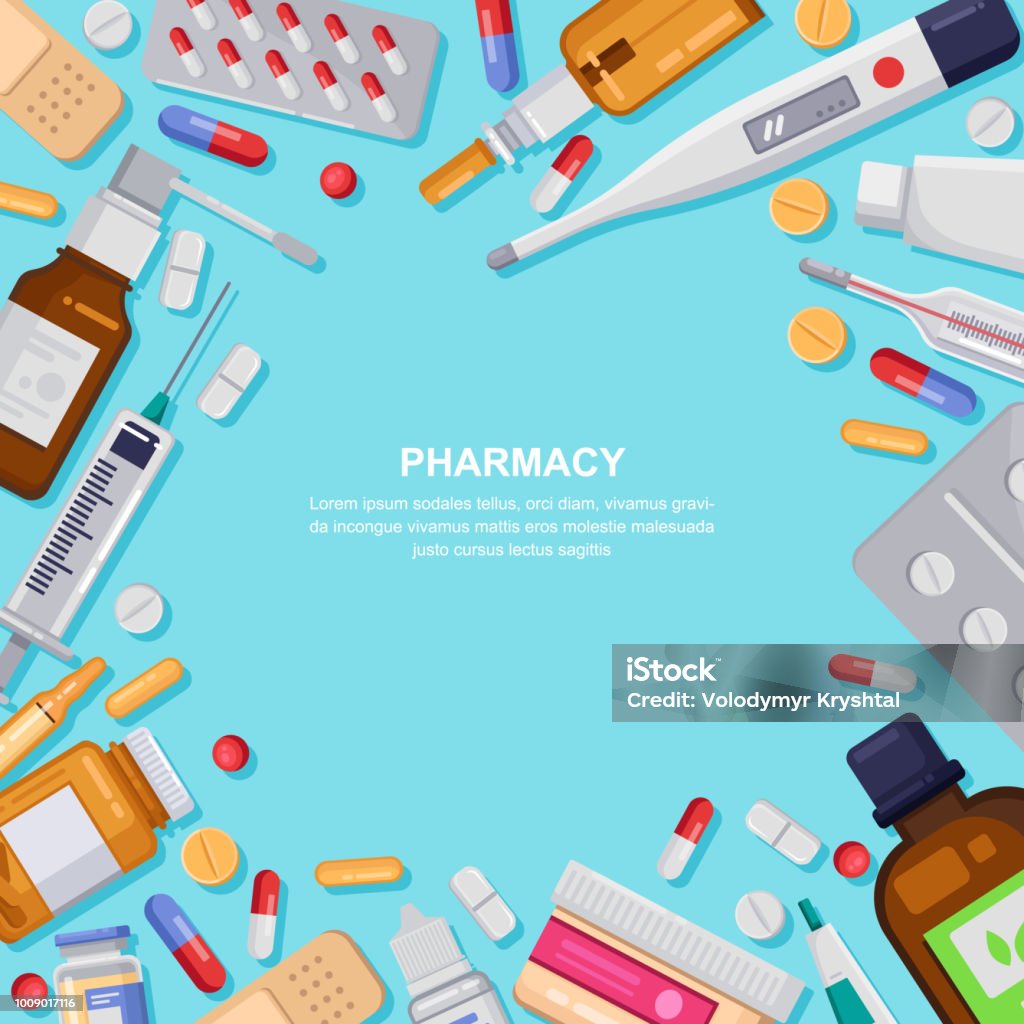 PHARMACY
Lorem ipsum sodales tellus, orci diam, vivamus gravi-
da incongue vivamus mattis eros molestie malesuada
justo cursus lectus sagittis
iStock™
Credit: Volodymyr Kryshtal
1009017116